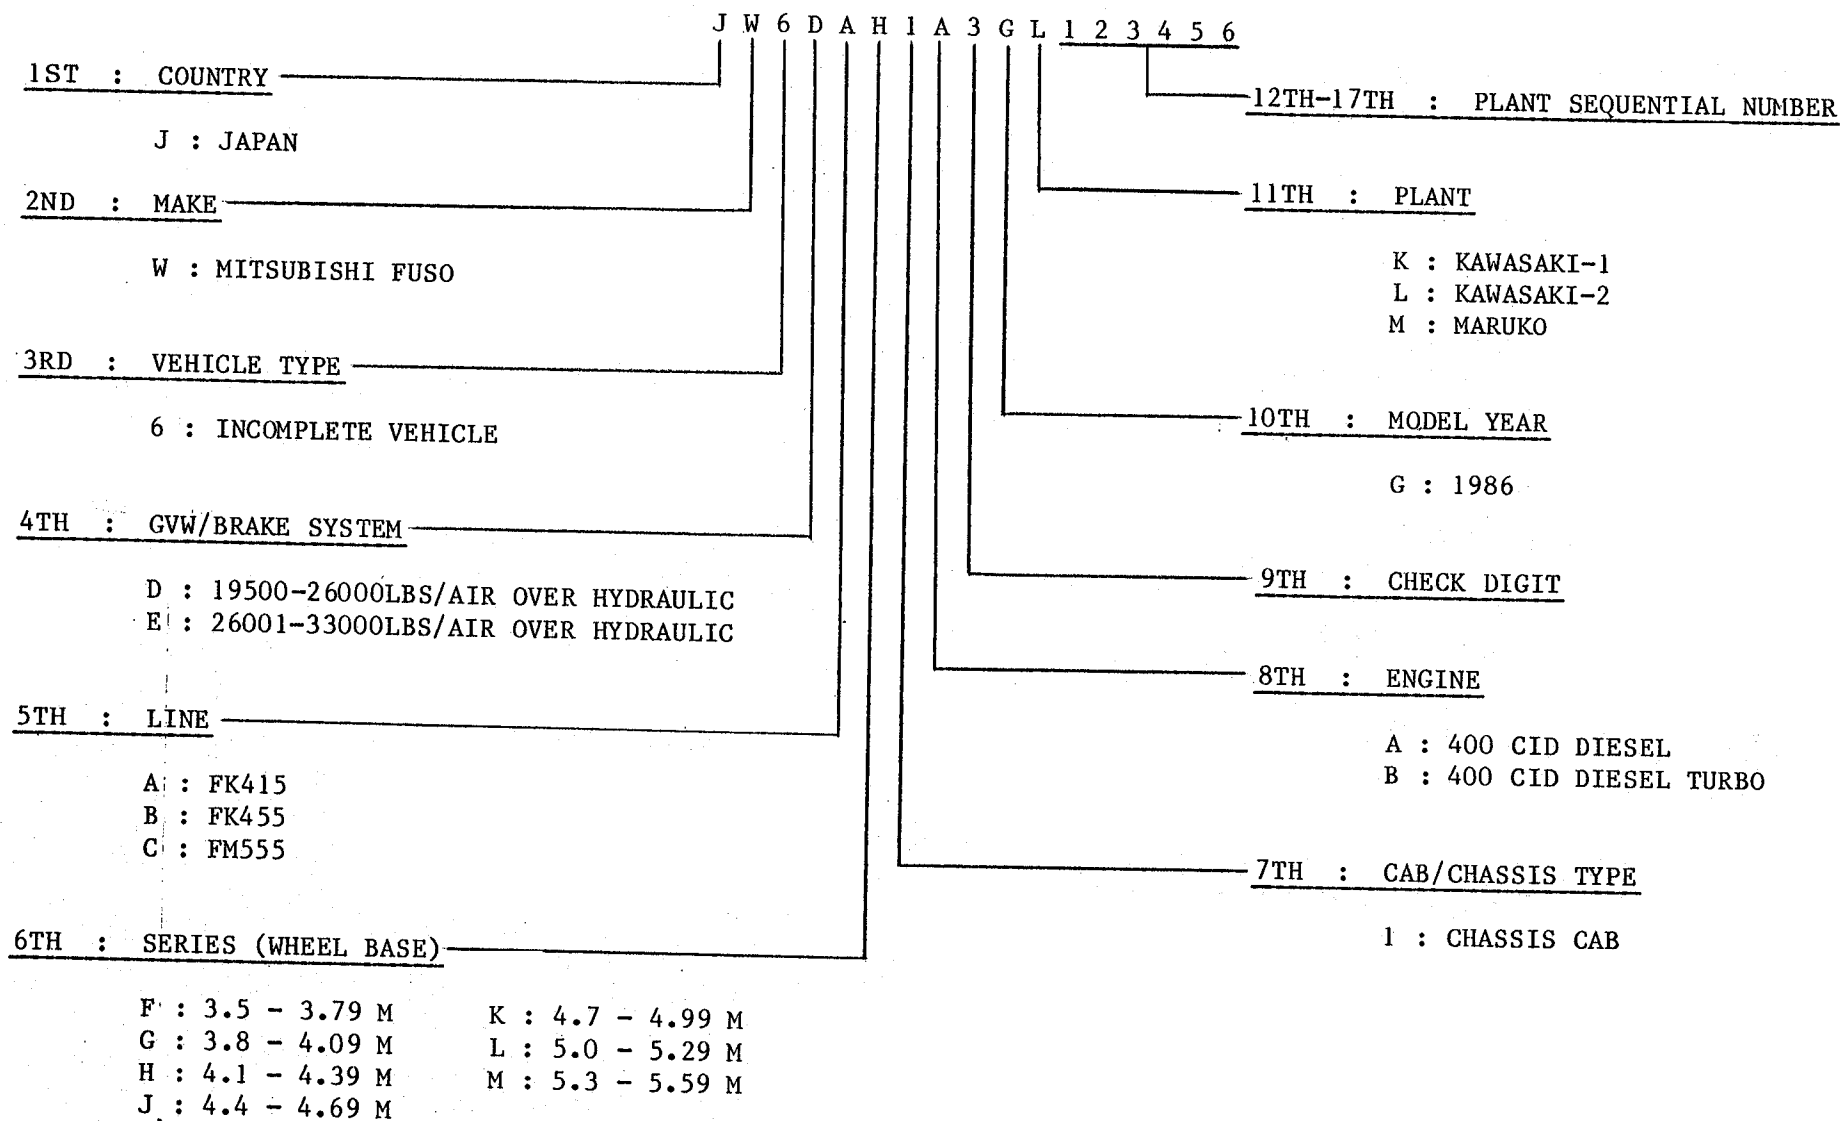 J W 6 D A H 1 A 3 G L 1 2 3 4 5 6
1ST : COUNTRY
J : JAPAN
2ND : MAKE
W : MITSUBISHI FUSO
3RD : VEHICLE TYPE
6 : INCOMPLETE VEHICLE
4TH : GVW/BRAKE SYSTEM
D : 19500-26000LBS/AIR OVER HYDRAULIC
E : 26001-33000LBS/AIR OVER HYDRAULIC
5TH : LINE
A : FK415
B : FK455
C : FM555
6TH : SERIES (WHEEL BASE)
F : 3.5 - 3.79 M
G : 3.8 - 4.09 M
H : 4.1 - 4.39 M
J : 4.4 - 4.69 M
K : 4.7 - 4.99 M
L : 5.0 - 5.29 M
M : 5.3 - 5.59 M
12TH-17TH : PLANT SEQUENTIAL NUMBER
11TH : PLANT
K : KAWASAKI-1
L : KAWASAKI-2
M : MARUKO
10TH : MODEL YEAR
G : 1986
9TH : CHECK DIGIT
8TH : ENGINE
A : 400 CID DIESEL
B : 400 CID DIESEL TURBO
7TH : CAB/CHASSIS TYPE
1 : CHASSIS CAB